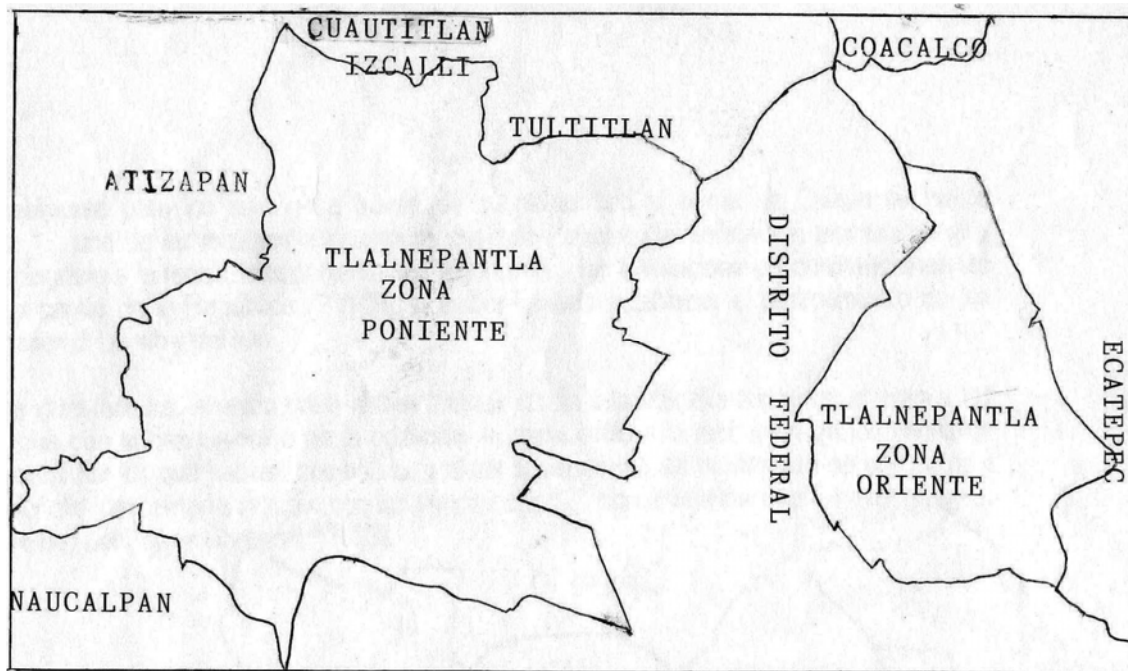 CUAUTITLAN
IZCALLI
COACALCO
TULTITLAN
ATIZAPAN
TLALNEPANTLA
ZONA
PONIENTE
DISTRITO FEDERAL
ECATEPEC
TLALNEPANTLA
ZONA
ORIENTE
NAUCALPAN